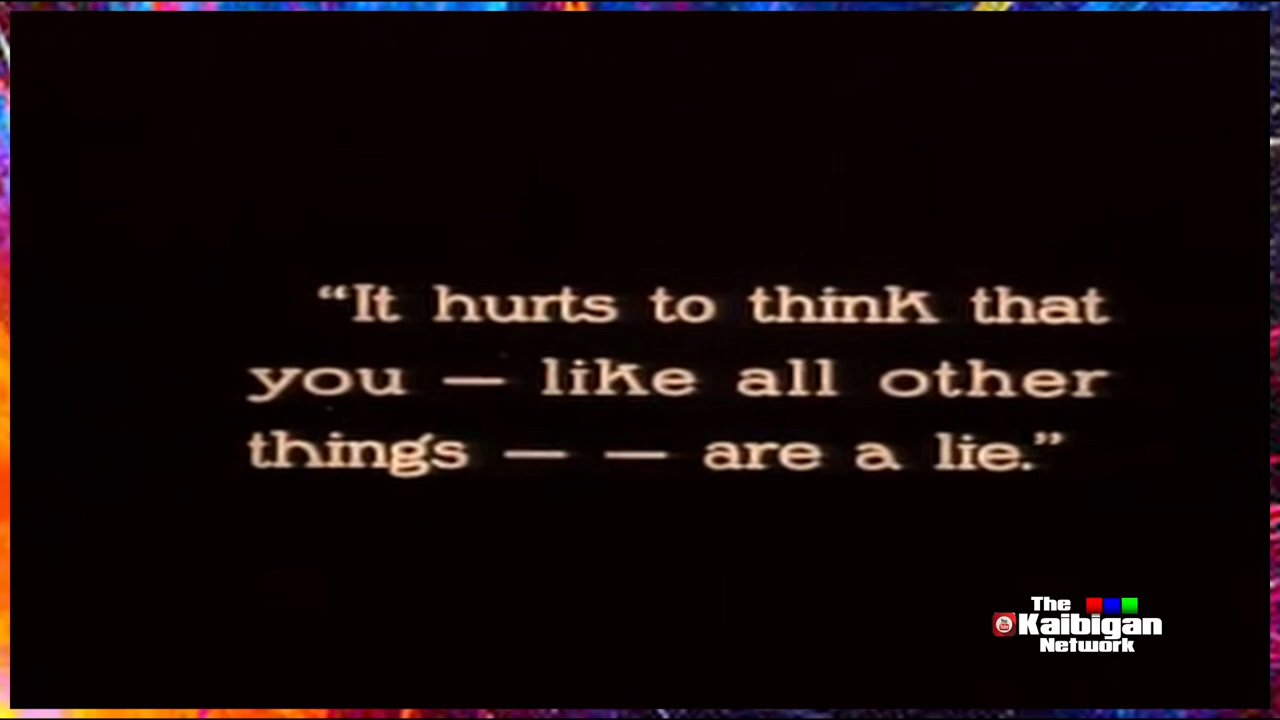 “It hurts to think that
you — like all other
things — — are a lie.”
The
Kaibigan
Network